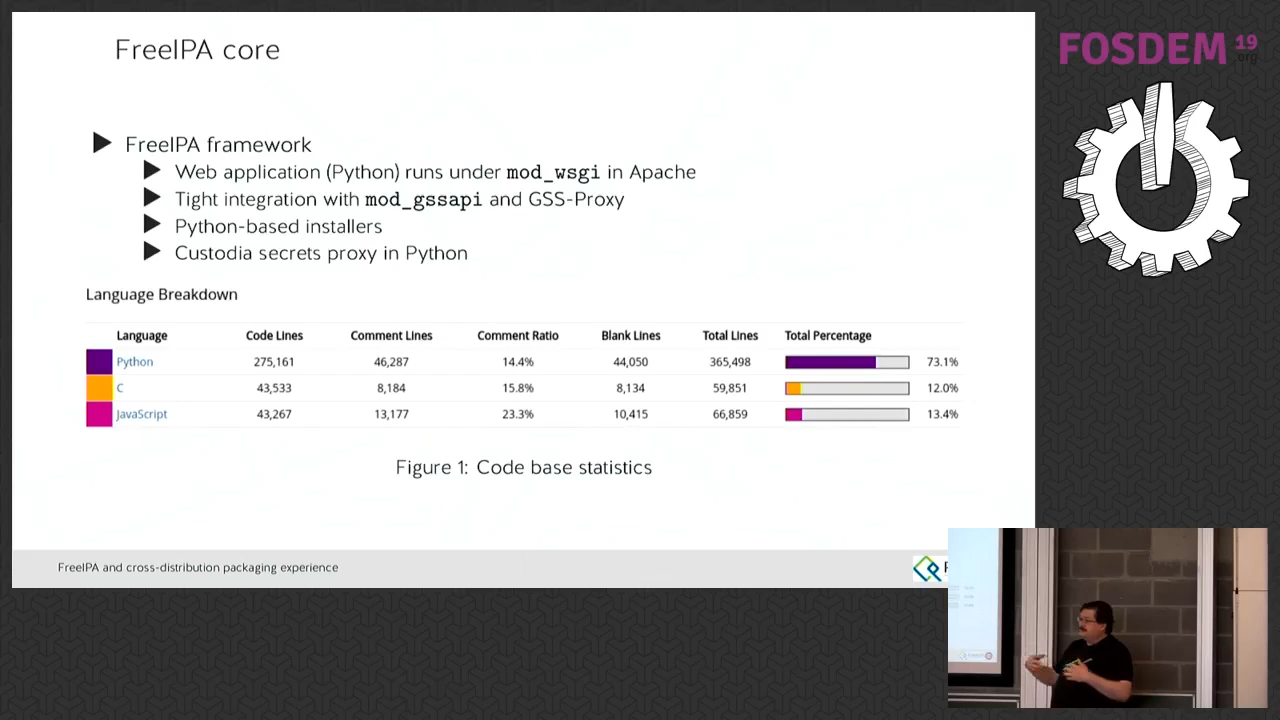 FreeIPA core
FOSDEM 19
.org
FreeIPA framework
Web application (Python) runs under mod_wsgi in Apache
Tight integration with mod_gssapi and GSS-Proxy
Python-based installers
Custodia secrets proxy in Python
Language Breakdown
Language Code Lines Comment Lines Comment Ratio Blank Lines Total Lines Total Percentage
Python 275,161 46,287 14.4% 44,050 365,498 73.1%
C 43,533 8,184 15.8% 8,134 59,851 12.0%
JavaScript 43,267 13,177 23.3% 10,415 66,859 13.4%
Figure 1: Code base statistics
FreeIPA and cross-distribution packaging experience